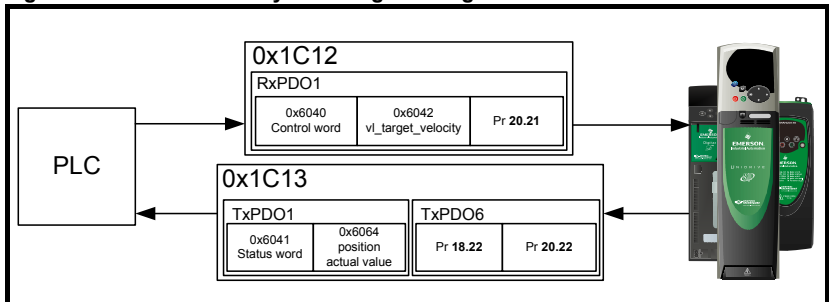 PLC
0x1C12
RxPDO1
0x6040
Control word
0x6042
vl_target_velocity
Pr 20.21
0x1C13
TxPDO1
0x6041
Status word
0x6064
position
actual value
TxPDO6
Pr 18.22
Pr 20.22
EMERSON
UNIDRIVE